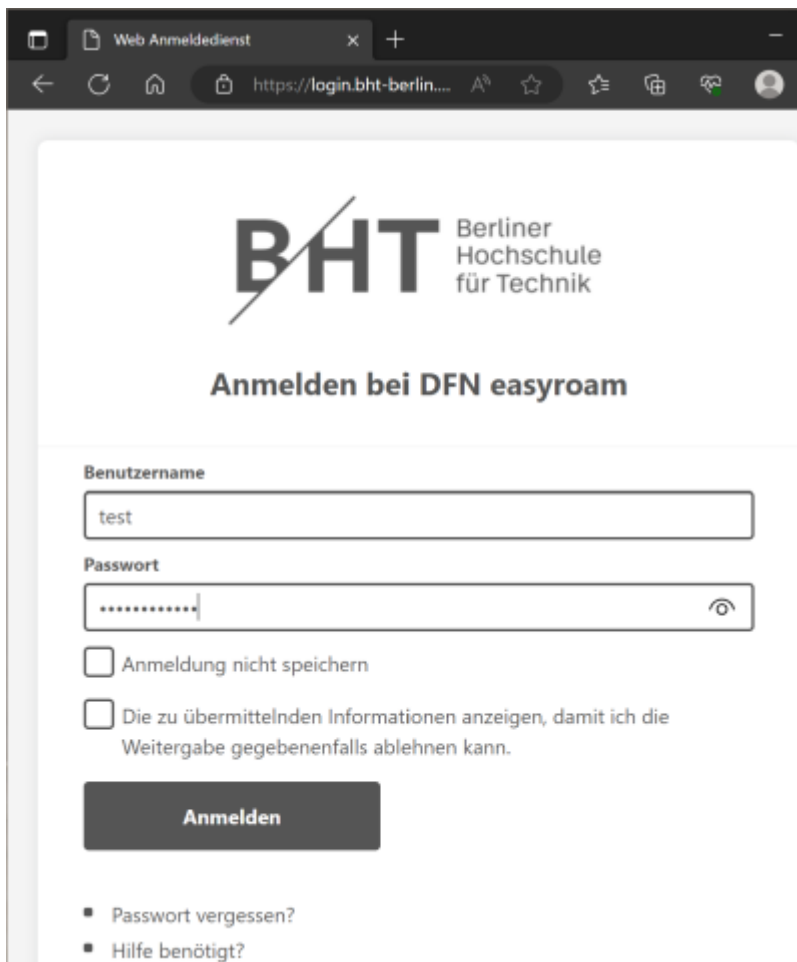 Web Anmeldedienst
https://login.bht-berlin....
BHT
Berliner
Hochschule
für Technik
Anmelden bei DFN easyroam
Benutzername
test
Passwort
••••••••••••
Anmeldung nicht speichern
Die zu übermittelnden Informationen anzeigen, damit ich die
Weitergabe gegebenenfalls ablehnen kann.
Anmelden
Passwort vergessen?
Hilfe benötigt?